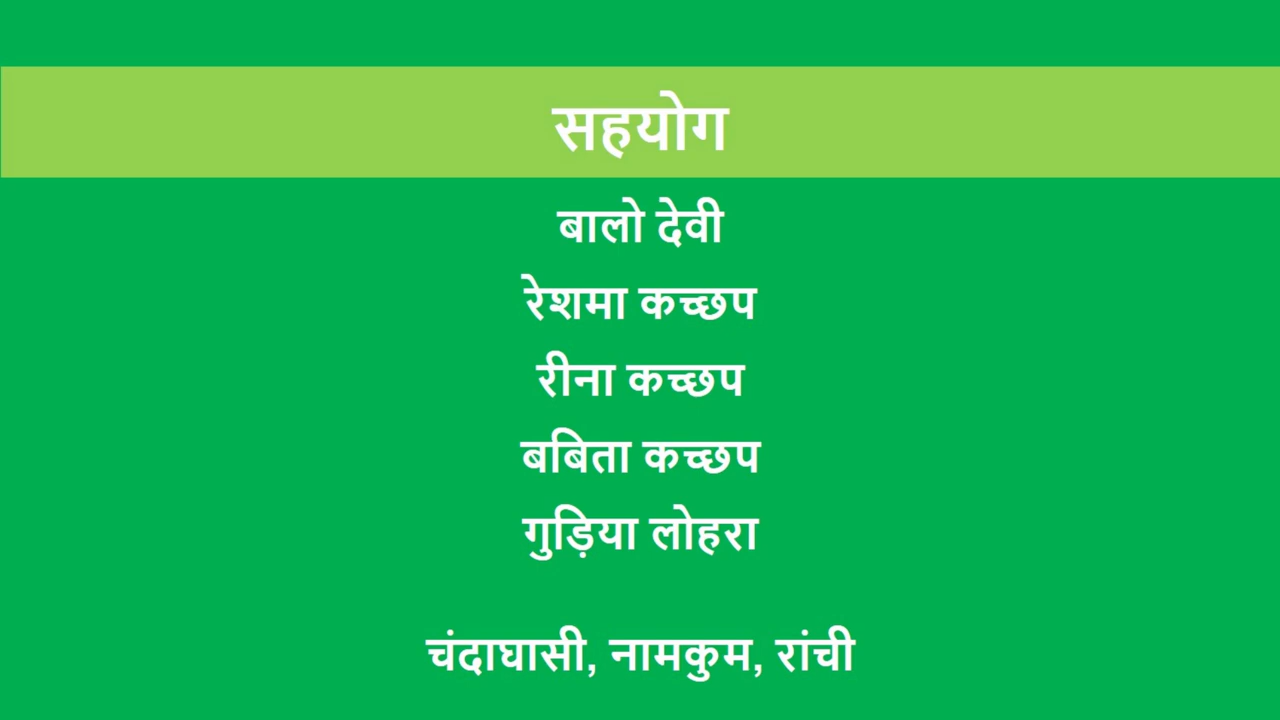 सहयोग
बालो देवी
रेशमा कच्छप
रीना कच्छप
बबिता कच्छप
गुड़िया लोहरा
चंदाघासी, नामकुम, रांची